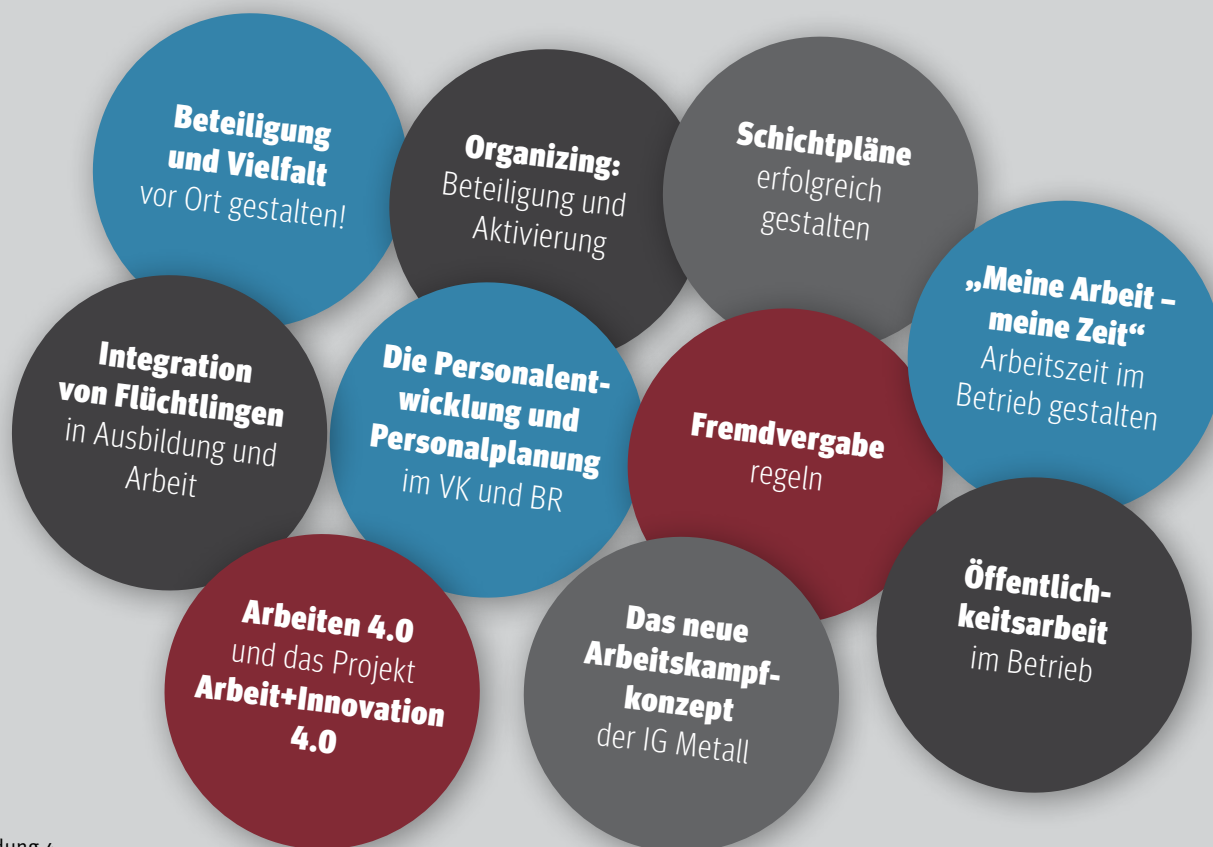 Beteiligung
und Vielfalt
vor Ort gestalten!
Organizing:
Beteiligung und
Aktivierung
Schichtpläne
erfolgreich
gestalten
„Meine Arbeit –
meine Zeit“
Arbeitszeit im
Betrieb gestalten
Integration
von Flüchtlingen
in Ausbildung und
Arbeit
Die Personalent-
wicklung und
Personalplanung
im VK und BR
Fremdvergabe
regeln
Öffentlich-
keitsarbeit
im Betrieb
Arbeiten 4.0
und das Projekt
Arbeit+Innovation
4.0
Das neue
Arbeitskampf-
konzept
der IG Metall